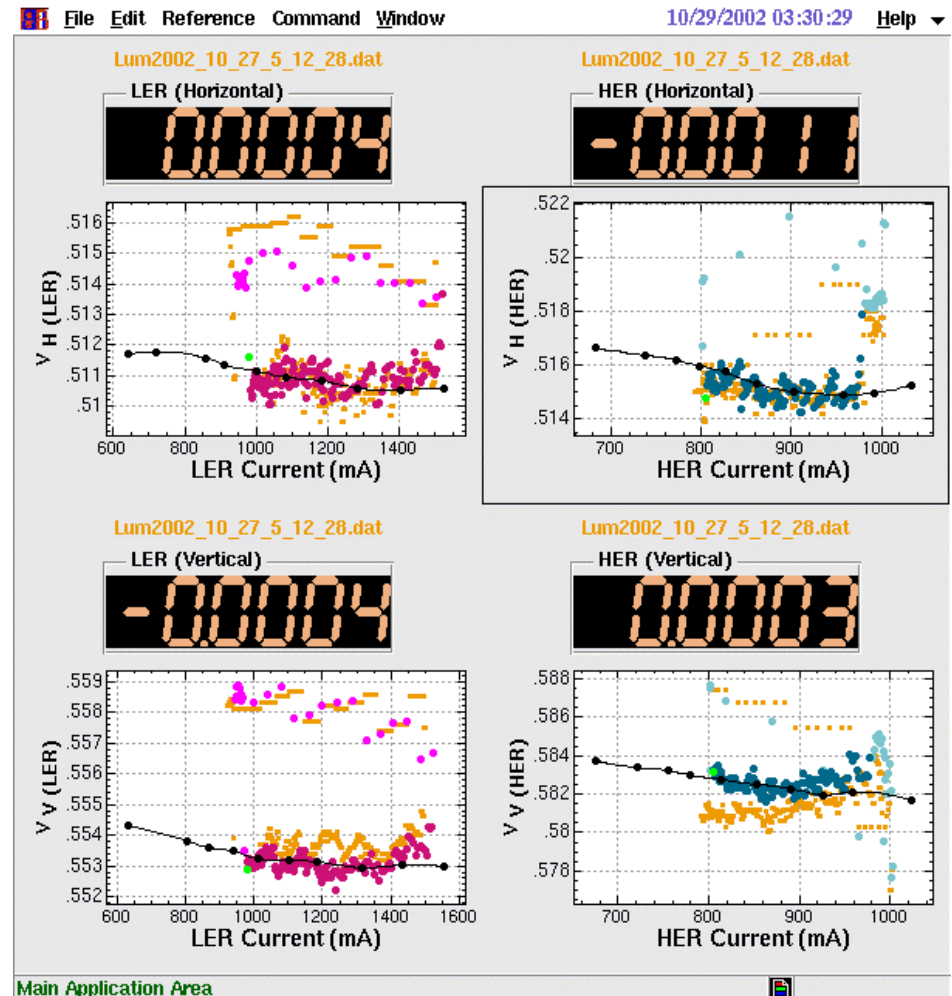 File Edit Reference Command Window 10/29/2002 03:30:29 Help
Lum2002_10_27_5_12_28.dat
LER (Horizontal)
0.0004
.516
.515
.514
.513
.512
.511
.51
V H (LER)
600 800 1000 1200 1400
LER Current (mA)
Lum2002_10_27_5_12_28.dat
HER (Horizontal)
-0.0011
.522
.52
.518
.516
.514
V H (HER)
700 800 900 1000
HER Current (mA)
Lum2002_10_27_5_12_28.dat
LER (Vertical)
-0.0004
.559
.558
.557
.556
.555
.554
.553
.552
V V (LER)
600 800 1000 1200 1400 1600
LER Current (mA)
Lum2002_10_27_5_12_28.dat
HER (Vertical)
0.0003
.588
.586
.584
.582
.58
.578
V V (HER)
700 800 900 1000
HER Current (mA)
Main Application Area